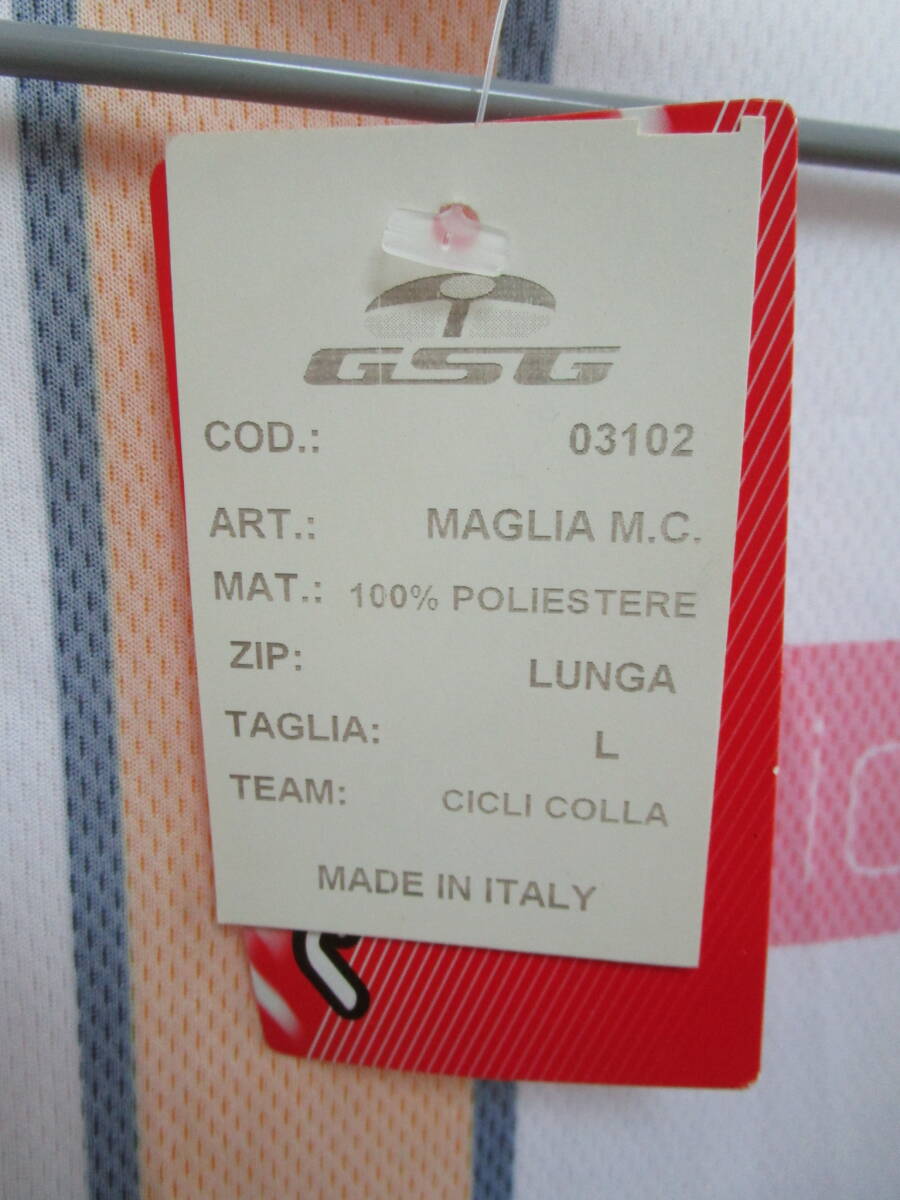 GSG
COD.: 03102
ART.: MAGLIA M.C.
MAT.: 100% POLIESTERE
ZIP: LUNGA
TAGLIA: L
TEAM: CICLI COLLA
MADE IN ITALY